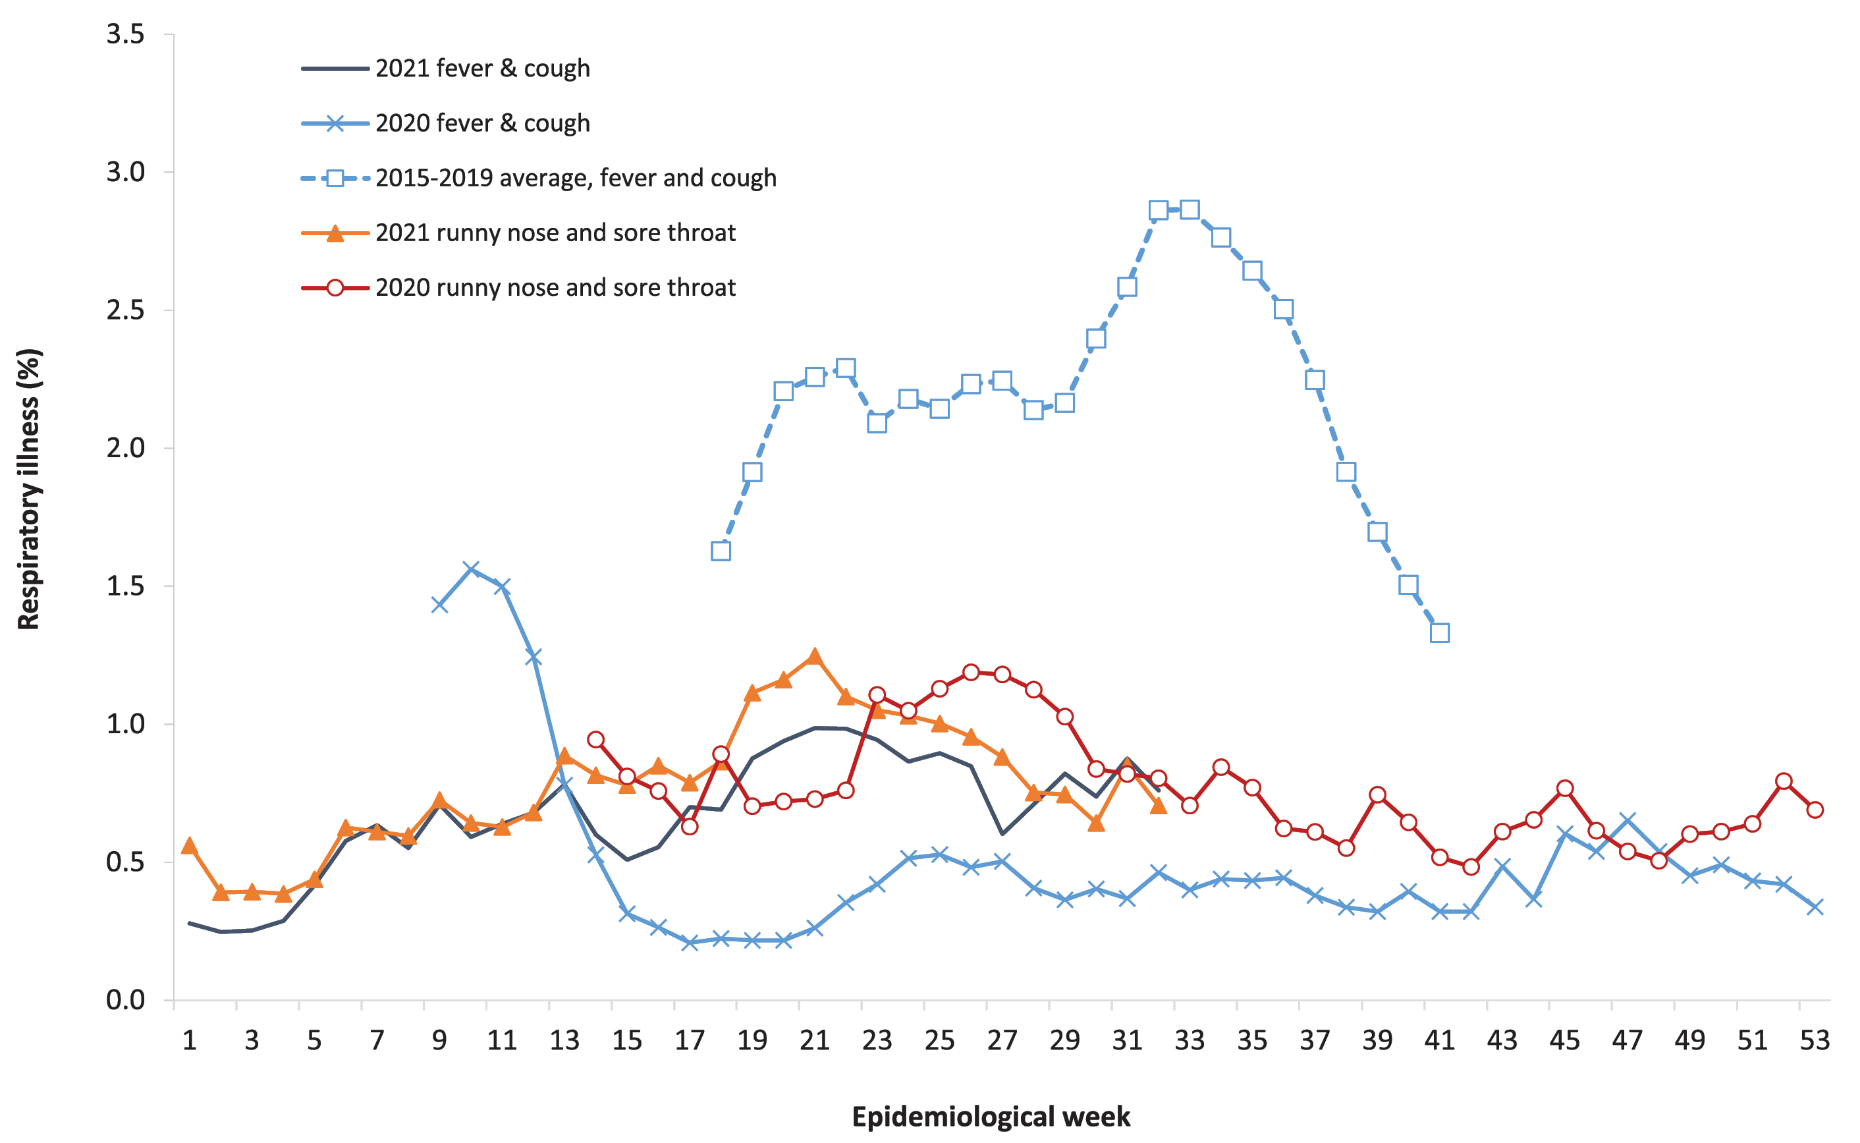 3.5
3.0
2.5
2.0
1.5
1.0
0.5
0.0
Respiratory illness (%)
2021 fever & cough
2020 fever & cough
2015-2019 average, fever and cough
2021 runny nose and sore throat
2020 runny nose and sore throat
1 3 5 7 9 11 13 15 17 19 21 23 25 27 29 31 33 35 37 39 41 43 45 47 49 51 53
Epidemiological week